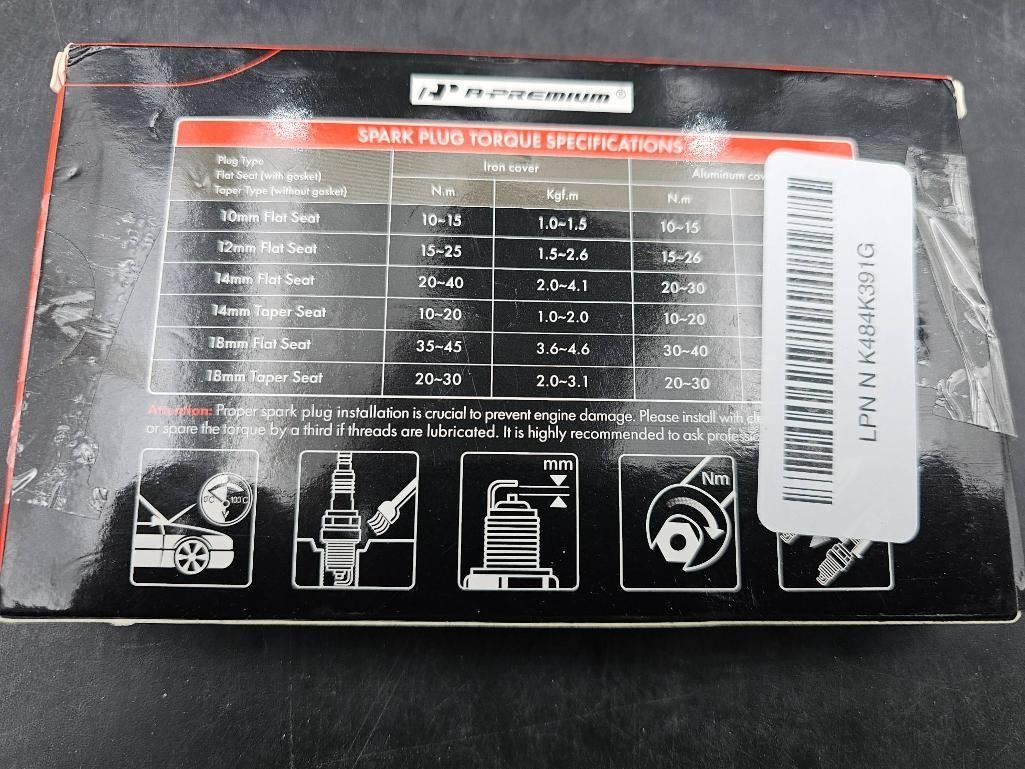 A-PREMIUM®
SPARK PLUG TORQUE SPECIFICATIONS
Plug Type
Flat Seat (with gasket)
Taper Type (without gasket)
Iron cover
Aluminum
N.m Kgf.m N.m
10mm Flat Seat 10~15 1.0~1.5 10~15
12mm Flat Seat 15~25 1.5~2.6 15~26
14mm Flat Seat 20~40 2.0~4.1 20~30
14mm Taper Seat 10~20 1.0~2.0 10~20
18mm Flat Seat 35~45 3.6~4.6 30~40
18mm Taper Seat 20~30 2.0~3.1 20~30
Attention: Proper spark plug installation is crucial to prevent engine damage. Please install with
or spare the torque by a third if threads are lubricated. It is highly recommended to ask
0°C 100°C
mm
Nm
LPN N K484K391G